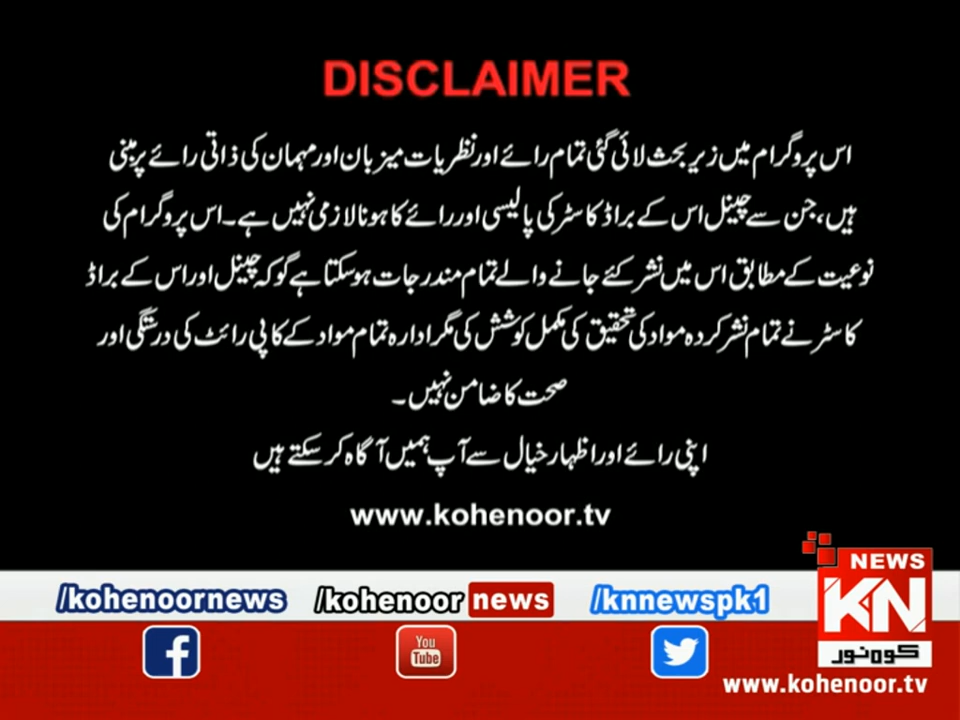 DISCLAIMER
اس پروگرام میں زیر بحث لائی گئی تمام رائے اور نظریات میزبان اور مہمان کی ذاتی رائے پر مبنی
ہیں، جن سے چینل اس کے براڈ کاسٹر کی پالیسی اور رائے کا ہونا لازمی نہیں ہے۔ اس پروگرام کی
نوعیت کے مطابق اس میں نشر کئے جانے والے تمام مندرجات ہو سکتا ہے گو کہ چینل اور اس کے براڈ
کاسٹر نے تمام نشر کردہ مواد کی تحقیق کی مکمل کوشش کی مگر ادارہ تمام مواد کے کاپی رائٹ کی درستگی اور
صحت کا ضامن نہیں۔
اپنی رائے اور اظہار خیال سے آپ ہمیں آگاہ کر سکتے ہیں
www.kohenoor.tv
/kohenoornews /kohenoor news /knnewspk1
f You Tube
NEWS
KN
کوہ نور
www.kohenoor.tv